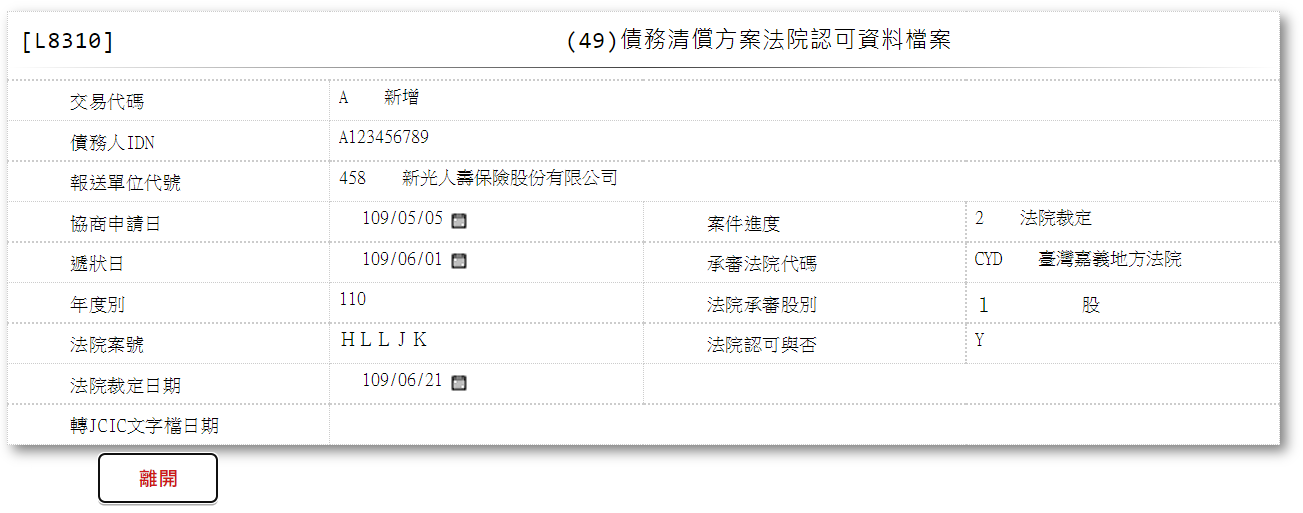 [L8310] (49)債務清償方案法院認可資料檔案
交易代碼 A 新增
債務人IDN A123456789
報送單位代號 458 新光人壽保險股份有限公司
協商申請日 109/05/05 案件進度 2 法院裁定
遞狀日 109/06/01 承審法院代碼 CYD 臺灣嘉義地方法院
年度別 110 法院承審股別 1 股
法院案號 ＨＬＬＪＫ 法院認可與否 Y
法院裁定日期 109/06/21
轉JCIC文字檔日期
離開